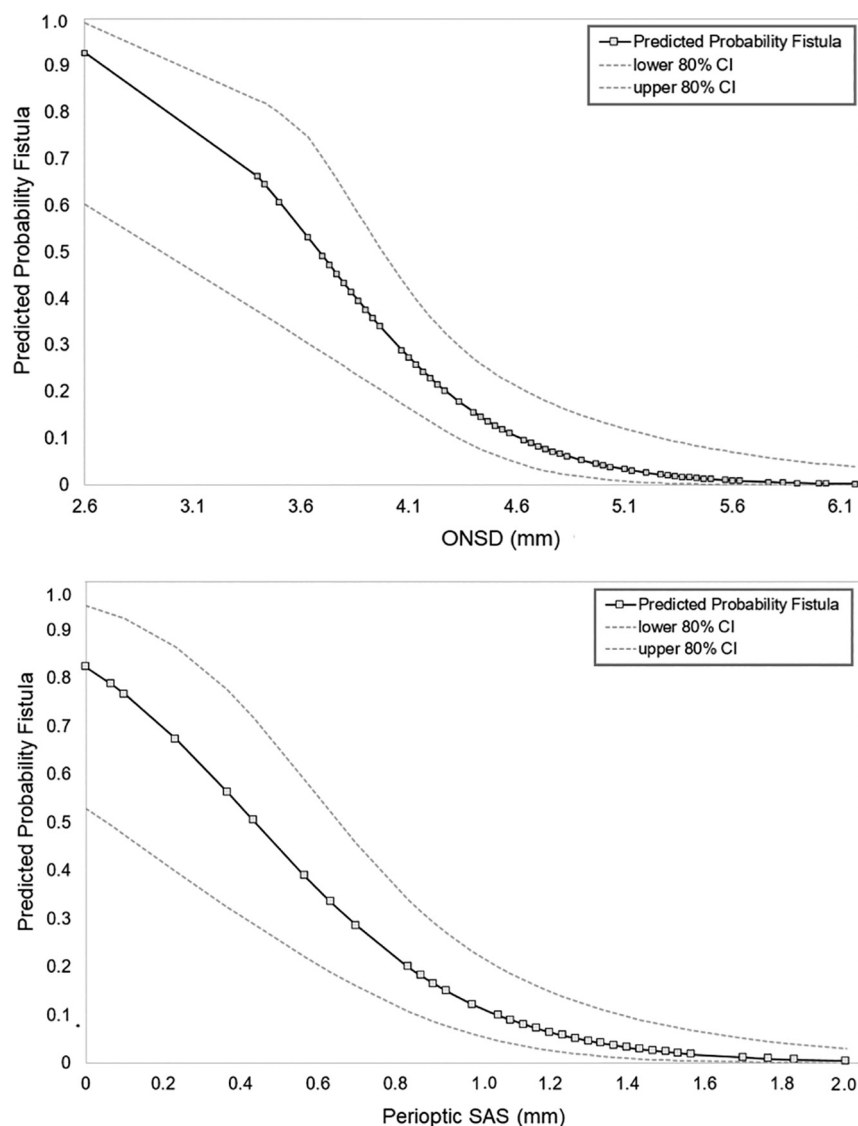 1.0
0.9
0.8
0.7
0.6
0.5
0.4
0.3
0.2
0.1
0
Predicted Probability Fistula
Predicted Probability Fistula
lower 80% CI
upper 80% CI
2.6 3.1 3.6 4.1 4.6 5.1 5.6 6.1
ONSD (mm)
1.0
0.9
0.8
0.7
0.6
0.5
0.4
0.3
0.2
0.1
0
Predicted Probability Fistula
Predicted Probability Fistula
lower 80% CI
upper 80% CI
0 0.2 0.4 0.6 0.8 1.0 1.2 1.4 1.6 1.8 2.0
Perioptic SAS (mm)